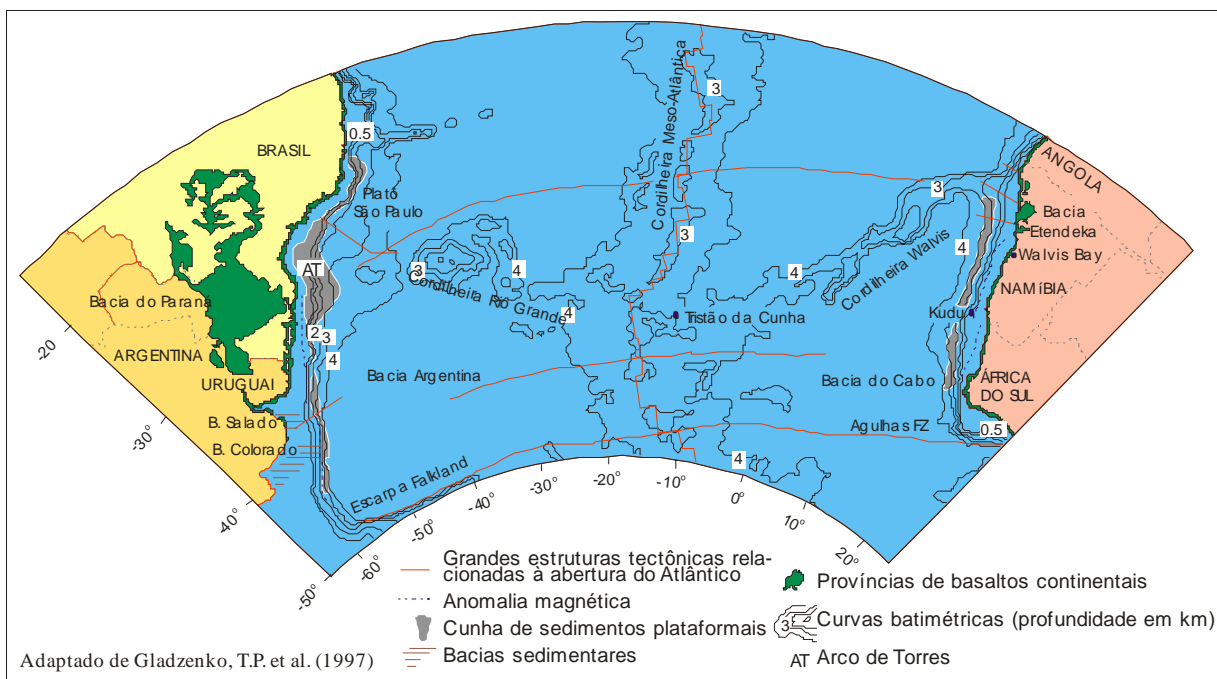 BRASIL
0.5
Platô
São Paulo
Cordilheira Meso-Atlântica
3
3
3
ANGOLA
Bacia
Etendeka
Walvis Bay
NAMÍBIA
4
Cordilheira Walvis
4
Kudu
AT
3
4
Cordilheira Rio Grande
4
Tristão da Cunha
Bacia do Paraná
ARGENTINA
URUGUAI
2
3
4
Bacia Argentina
Bacia do Cabo
ÁFRICA
DO SUL
B. Salado
B. Colorado
Agulhas FZ
0.5
4
Escarpa Falkland
-20
-30°
-40°
-50°
-60°
-50°
-40°
-30°
-20°
-10°
0°
10°
20°
Grandes estruturas tectônicas rela-
cionadas à abertura do Atlântico
Anomalia magnética
Cunha de sedimentos plataformais
Bacias sedimentares
Províncias de basaltos continentais
3
Curvas batimétricas (profundidade em km)
AT Arco de Torres
Adaptado de Gladzenko, T.P. et al. (1997)